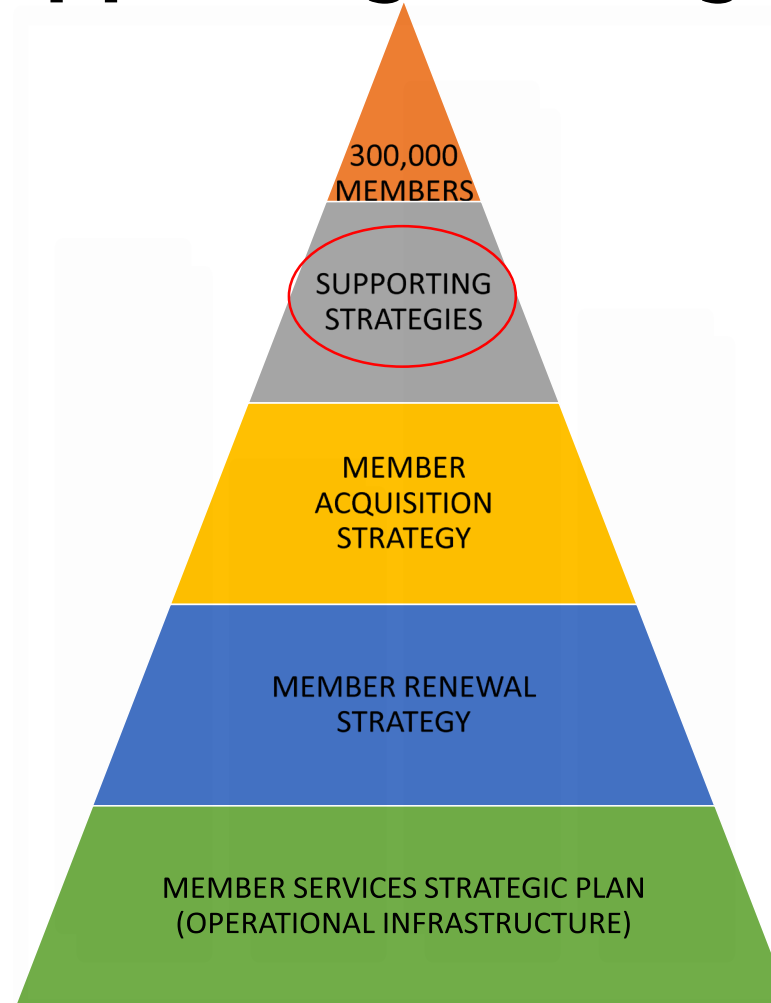 300,000
MEMBERS
SUPPORTING
STRATEGIES
MEMBER
ACQUISITION
STRATEGY
MEMBER RENEWAL
STRATEGY
MEMBER SERVICES STRATEGIC PLAN
(OPERATIONAL INFRASTRUCTURE)